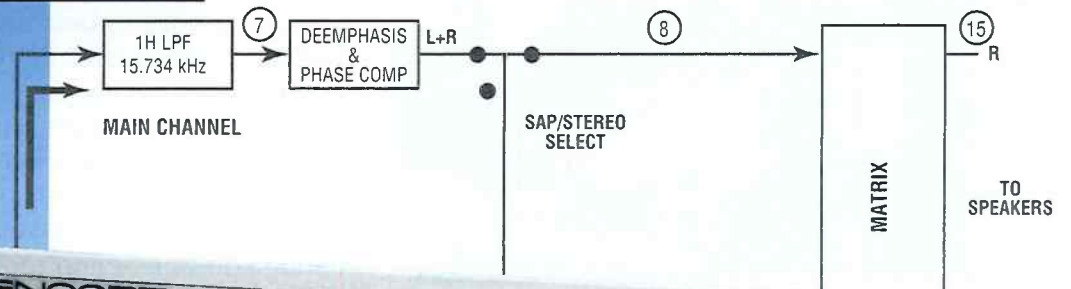 7
8
15
1H LPF
15.734 kHz
DEEMPHASIS
&
PHASE COMP
L+R
R
MAIN CHANNEL
SAP/STEREO
SELECT
MATRIX
TO
SPEAKERS